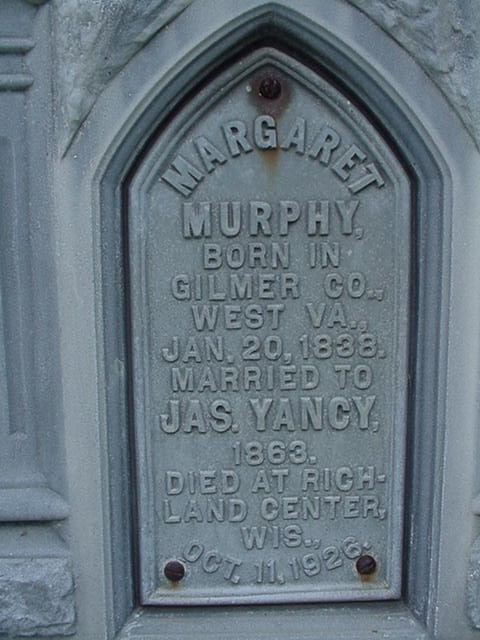 MARGARET
MURPHY,
BORN IN
GILMER CO.,
WEST VA.,
JAN. 20, 1838.
MARRIED TO
JAS. YANCY,
1863.
DIED AT RICH-
LAND CENTER,
WIS.,
OCT. 11, 1926.